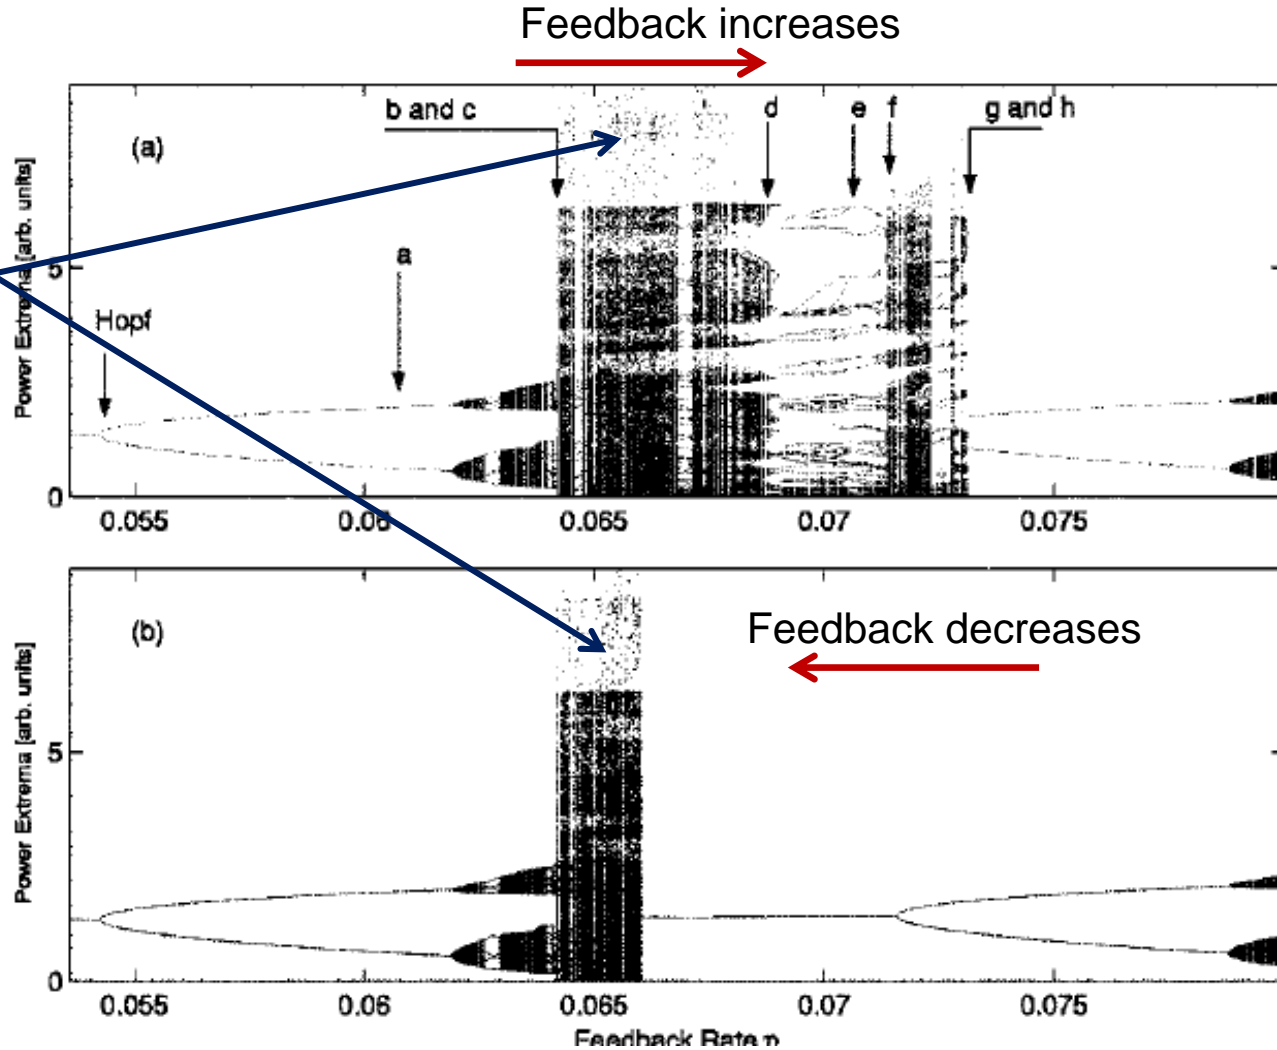 Feedback increases
b and c
d
e
f
g and h
(a)
a
Hopf
Power Extrema [arb. units]
5
0
0.055
0.06
0.065
0.07
0.075
(b)
Feedback decreases
Power Extrema [arb. units]
5
0
0.055
0.06
0.065
0.07
0.075
Feedback Rate